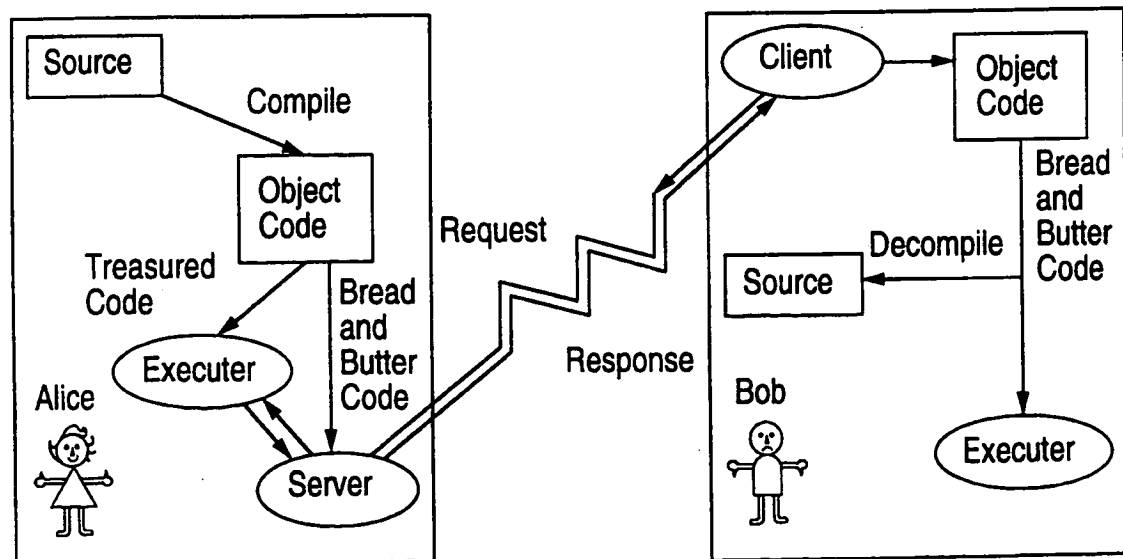 Source
Compile
Object
Code
Treasured
Code
Bread
and
Butter
Code
Executer
Alice
Server
Request
Response
Client
Object
Code
Bread
and
Butter
Code
Decompile
Source
Bob
Executer